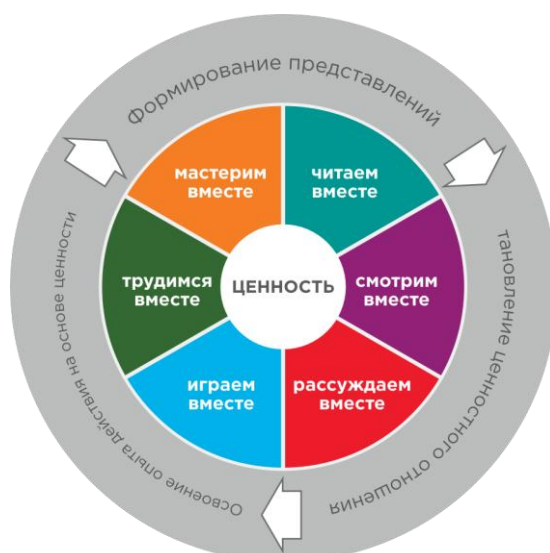 Формирование представлений
тановление ценностного отношения
Освоение опыта действия на основе ценности
мастерим
вместе
читаем
вместе
смотрим
вместе
рассуждаем
вместе
играем
вместе
трудимся
вместе
ЦЕННОСТЬ